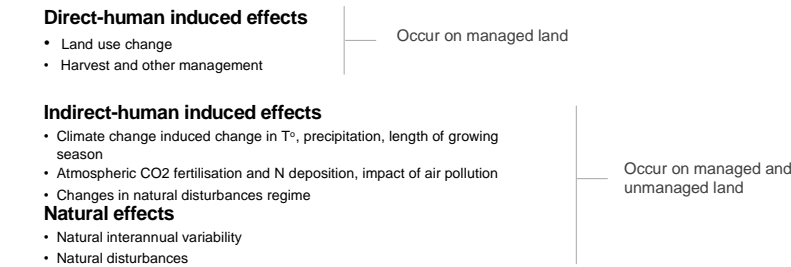 Direct-human induced effects
• Land use change
• Harvest and other management
Occur on managed land
Indirect-human induced effects
• Climate change induced change in Tº, precipitation, length of growing
season
• Atmospheric CO2 fertilisation and N deposition, impact of air pollution
• Changes in natural disturbances regime
Natural effects
• Natural interannual variability
• Natural disturbances
Occur on managed and
unmanaged land